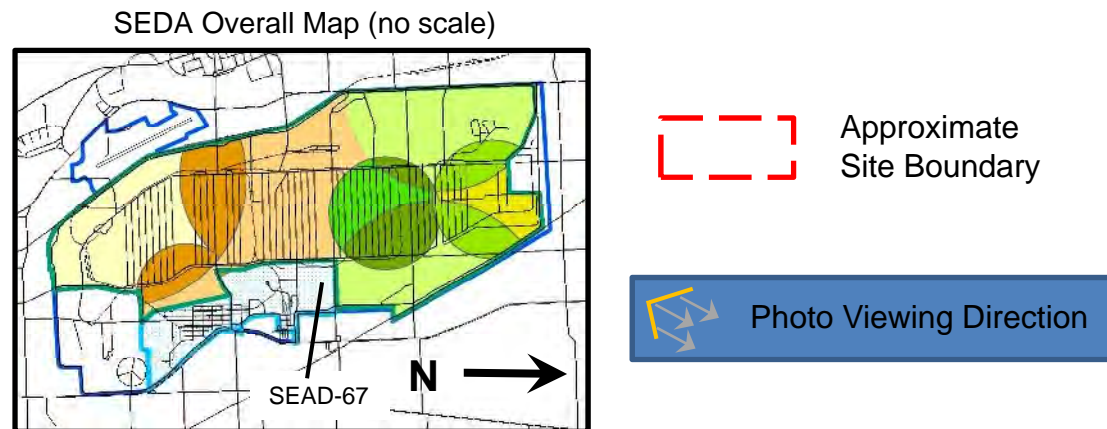 SEDA Overall Map (no scale)
SEAD-67
N
Approximate
Site Boundary
Photo Viewing Direction